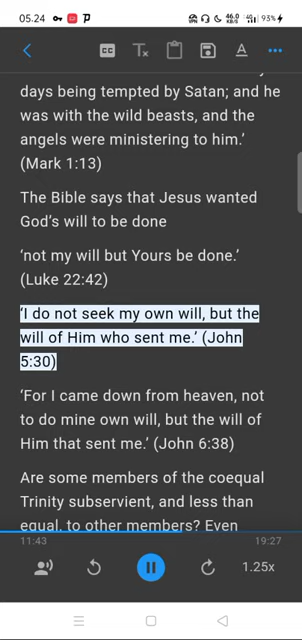 05.24
46.0
KB/S
4G
93%
CC
days being tempted by Satan; and he
was with the wild beasts, and the
angels were ministering to him.’
(Mark 1:13)
The Bible says that Jesus wanted
God’s will to be done
‘not my will but Yours be done.’
(Luke 22:42)
‘I do not seek my own will, but the
will of Him who sent me.’ (John
5:30)
‘For I came down from heaven, not
to do mine own will, but the will of
Him that sent me.’ (John 6:38)
Are some members of the coequal
Trinity subservient, and less than
equal, to other members? Even
11:43
19:27
1.25x